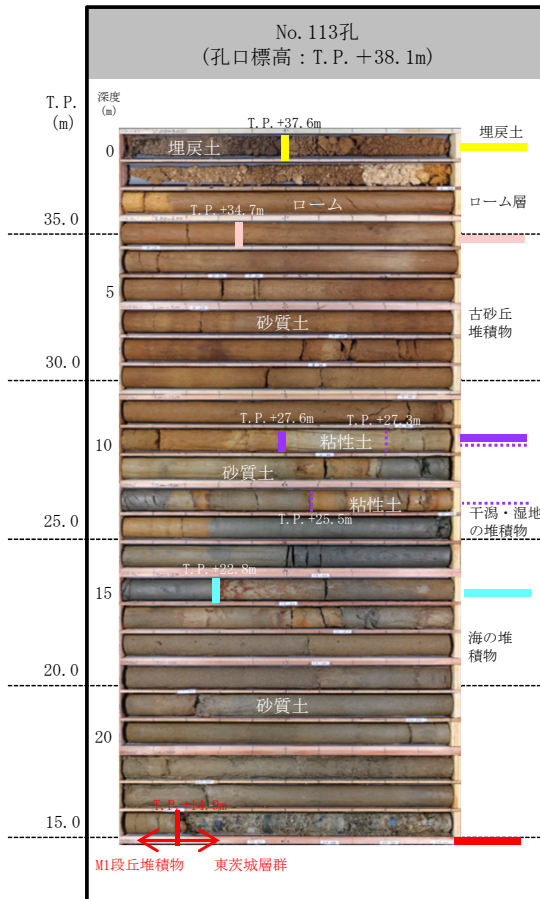 No.113孔
(孔口標高：T.P.＋38.1m)
T.P.
(m)
深度
(m)
T.P.+37.6m
埋戻土
0
埋戻土
ローム
ローム層
T.P.+34.7m
35.0
5
砂質土
古砂丘
堆積物
30.0
T.P.+27.6m
T.P.+27.3m
10
粘性土
砂質土
粘性土
T.P.+25.5m
干潟・湿地
の堆積物
25.0
T.P.+22.8m
15
海の堆
積物
20.0
砂質土
20
15.0
M1段丘堆積物
東茨城層群